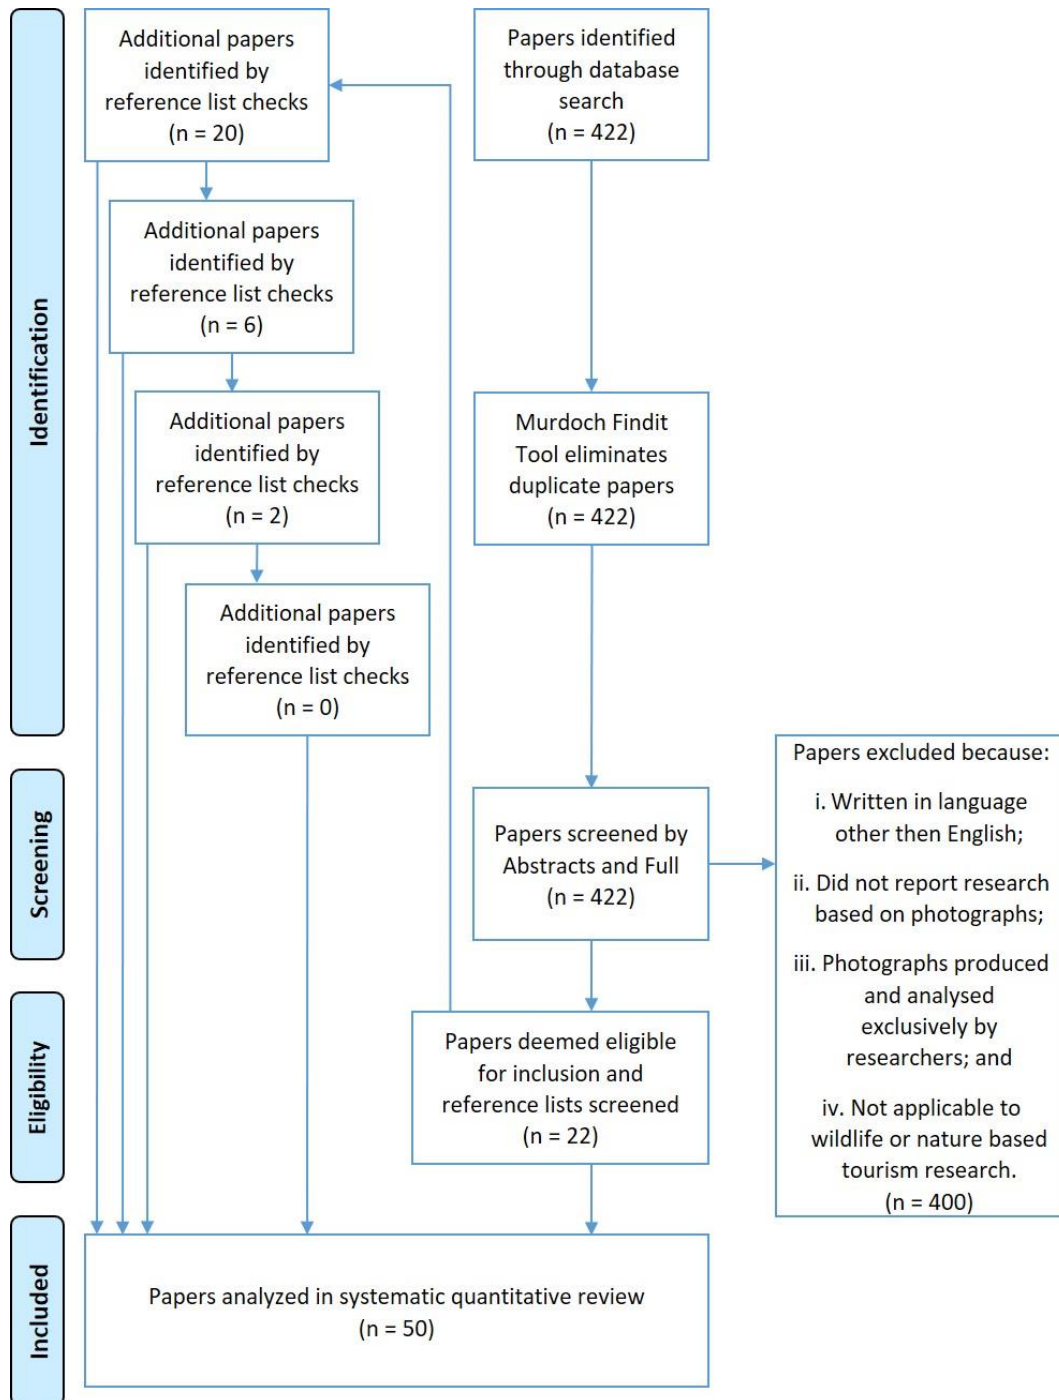 Identification
Additional papers
identified by
reference list checks
(n = 20)
Papers identified
through database
search
(n = 422)
Additional papers
identified by
reference list checks
(n = 6)
Additional papers
identified by
reference list checks
(n = 2)
Murdoch Findit
Tool eliminates
duplicate papers
(n = 422)
Additional papers
identified by
reference list checks
(n = 0)
Screening
Papers screened by
Abstracts and Full
(n = 422)
Papers excluded because:
i. Written in language
other then English;
ii. Did not report research
based on photographs;
iii. Photographs produced
and analysed
exclusively by
researchers; and
iv. Not applicable to
wildlife or nature based
tourism research.
(n = 400)
Eligibility
Papers deemed eligible
for inclusion and
reference lists screened
(n = 22)
Included
Papers analyzed in systematic quantitative review
(n = 50)